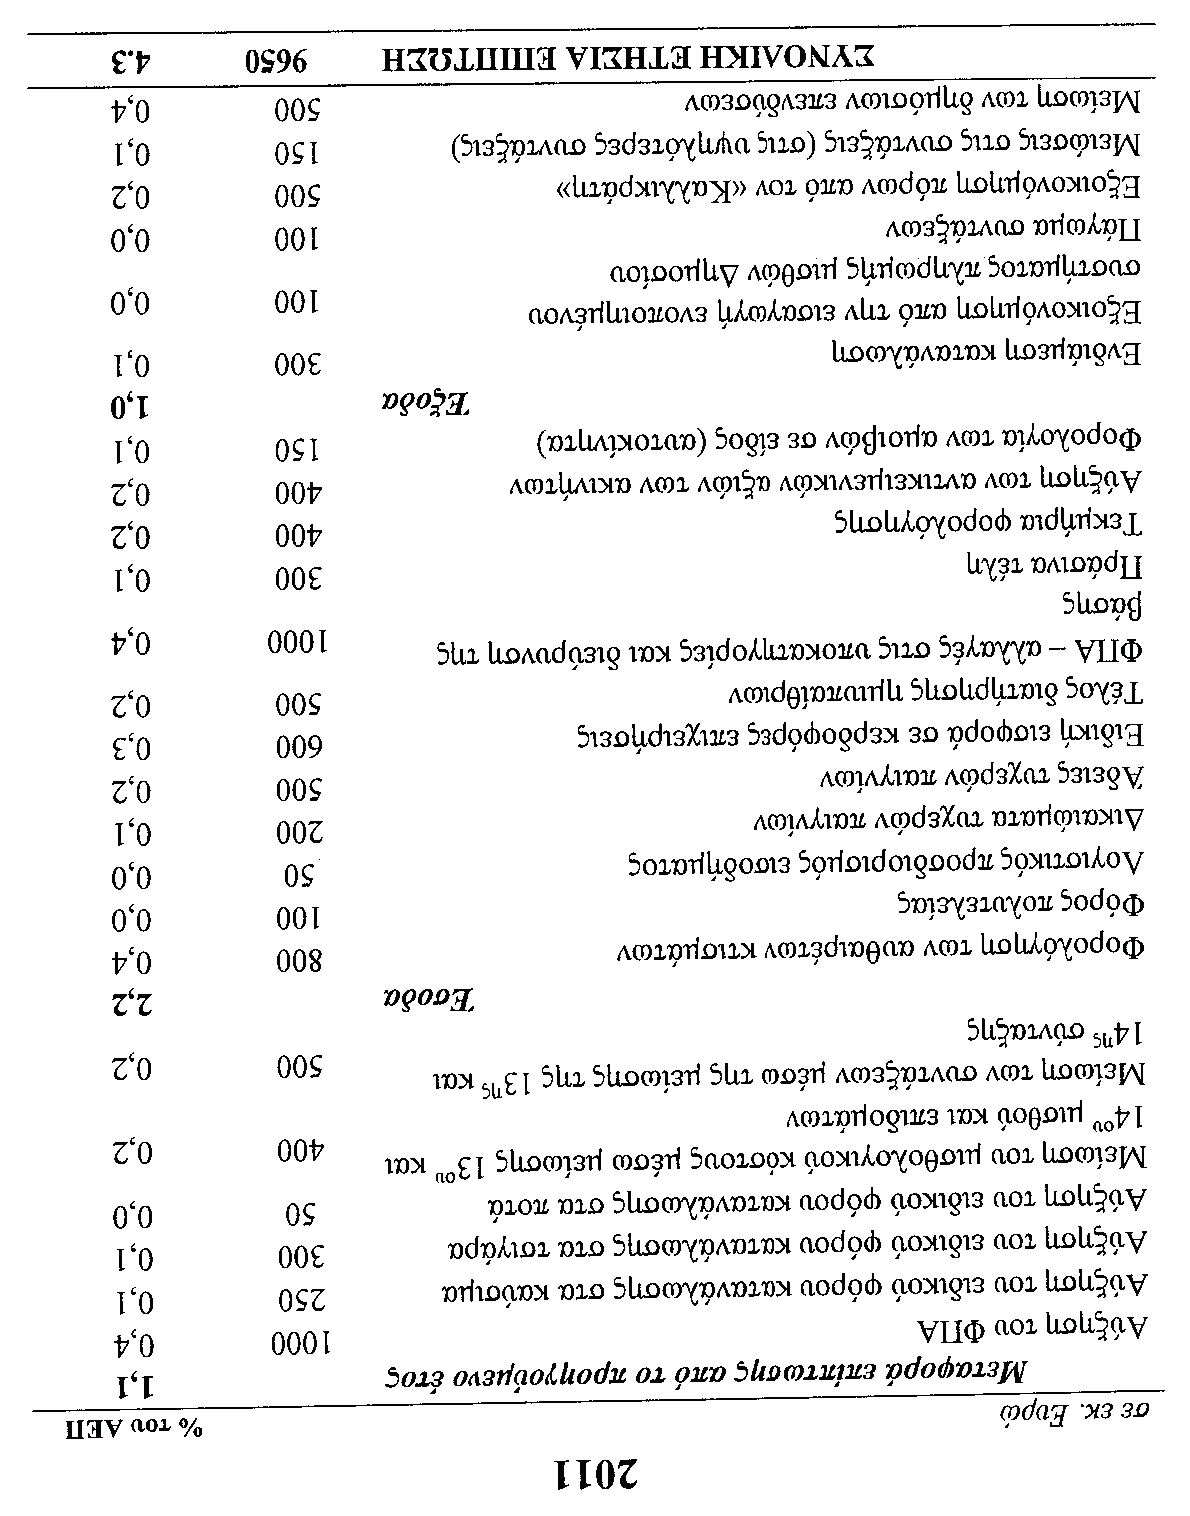 2011
σε εκ. Ευρώ % του ΑΕΠ
Μεταφορά επίπτωσης από το προηγούμενο έτος 1,1
Αύξηση του ΦΠΑ 1000 0,4
Αύξηση του ειδικού φόρου κατανάλωσης στα καύσιμα 250 0,1
Αύξηση του ειδικού φόρου κατανάλωσης στα τσιγάρα 300 0,1
Αύξηση του ειδικού φόρου κατανάλωσης στα ποτά 50 0,0
Μείωση του μισθολογικού κόστους μέσω μείωσης 13ου και 400 0,2
14ου μισθού και επιδομάτων
Μείωση των συντάξεων μέσω της μείωσης της 13ης και 500 0,2
14ης σύνταξης
Έσοδα 2,2
Φορολόγηση των αυθαιρέτων κτισμάτων 800 0,4
Φόρος πολυτελείας 100 0,0
Λογιστικός προσδιορισμός εισοδήματος 50 0,0
Δικαιώματα τυχερών παιγνίων 200 0,1
Άδειες τυχερών παιγνίων 500 0,2
Ειδική εισφορά σε κερδοφόρες επιχειρήσεις 600 0,3
Τέλος διατήρησης ημιυπαίθριων 500 0,2
ΦΠΑ – αλλαγές στις υποκατηγορίες και διεύρυνση της 1000 0,4
βάσης
Πράσινα τέλη 300 0,1
Τεκμήρια φορολόγησης 400 0,2
Αύξηση των αντικειμενικών αξιών των ακινήτων 400 0,2
Φορολογία των αμοιβών σε είδος (αυτοκίνητα) 150 0,1
Έξοδα 1,0
Ενδιάμεση κατανάλωση 300 0,1
Εξοικονόμηση από την εισαγωγή ενοποιημένου 100 0,0
συστήματος πληρωμής μισθών Δημοσίου
Πάγωμα συντάξεων 100 0,0
Εξοικονόμηση πόρων από τον «Καλλικράτη» 500 0,2
Μειώσεις στις συντάξεις (στις υψηλότερες συντάξεις) 150 0,1
Μείωση των δημόσιων επενδύσεων 500 0,4
ΣΥΝΟΛΙΚΗ ΕΤΗΣΙΑ ΕΠΙΠΤΩΣΗ 9650 4.3